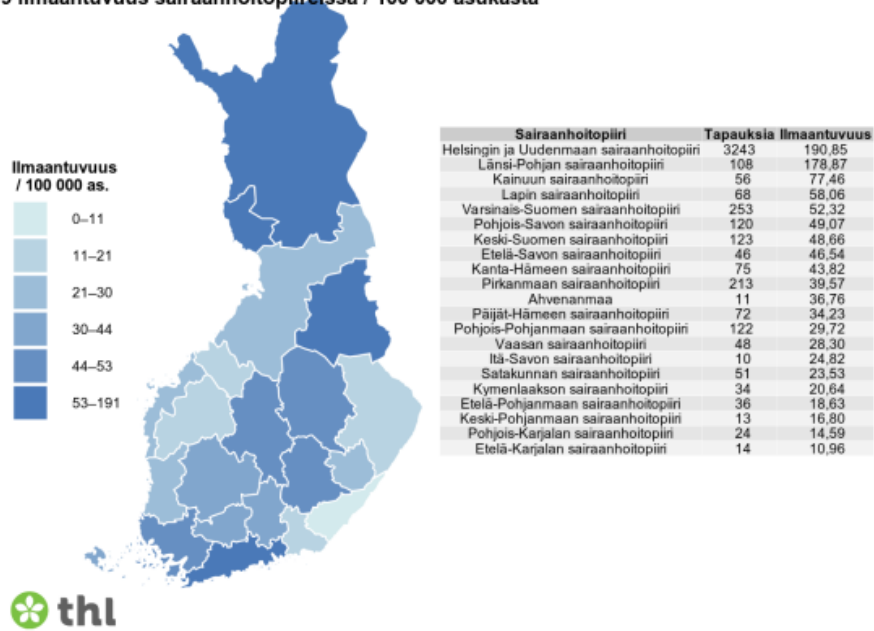 9 ilmaantuvuus sairaanhoitopiireissä / 100 000 asukasta
Ilmaantuvuus
/ 100 000 as.
0–11
11–21
21–30
30–44
44–53
53–191
Sairaanhoitopiiri Tapauksia Ilmaantuvuus
Helsingin ja Uudenmaan sairaanhoitopiiri 3243 190,85
Länsi-Pohjan sairaanhoitopiiri 108 178,87
Kainuun sairaanhoitopiiri 56 77,46
Lapin sairaanhoitopiiri 68 58,06
Varsinais-Suomen sairaanhoitopiiri 253 52,32
Pohjois-Savon sairaanhoitopiiri 120 49,07
Keski-Suomen sairaanhoitopiiri 123 48,66
Etelä-Savon sairaanhoitopiiri 46 46,54
Kanta-Hämeen sairaanhoitopiiri 75 43,82
Pirkanmaan sairaanhoitopiiri 213 39,57
Ahvenanmaa 11 36,76
Päijät-Hämeen sairaanhoitopiiri 72 34,23
Pohjois-Pohjanmaan sairaanhoitopiiri 122 29,72
Vaasan sairaanhoitopiiri 48 28,30
Itä-Savon sairaanhoitopiiri 10 24,82
Satakunnan sairaanhoitopiiri 51 23,53
Kymenlaakson sairaanhoitopiiri 34 20,64
Etelä-Pohjanmaan sairaanhoitopiiri 36 18,63
Keski-Pohjanmaan sairaanhoitopiiri 13 16,80
Pohjois-Karjalan sairaanhoitopiiri 24 14,59
Etelä-Karjalan sairaanhoitopiiri 14 10,96
thl